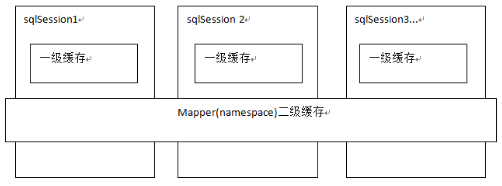 sqlSession1
sqlSession 2
sqlSession3...
一级缓存
一级缓存
一级缓存
Mapper(namespace)二级缓存